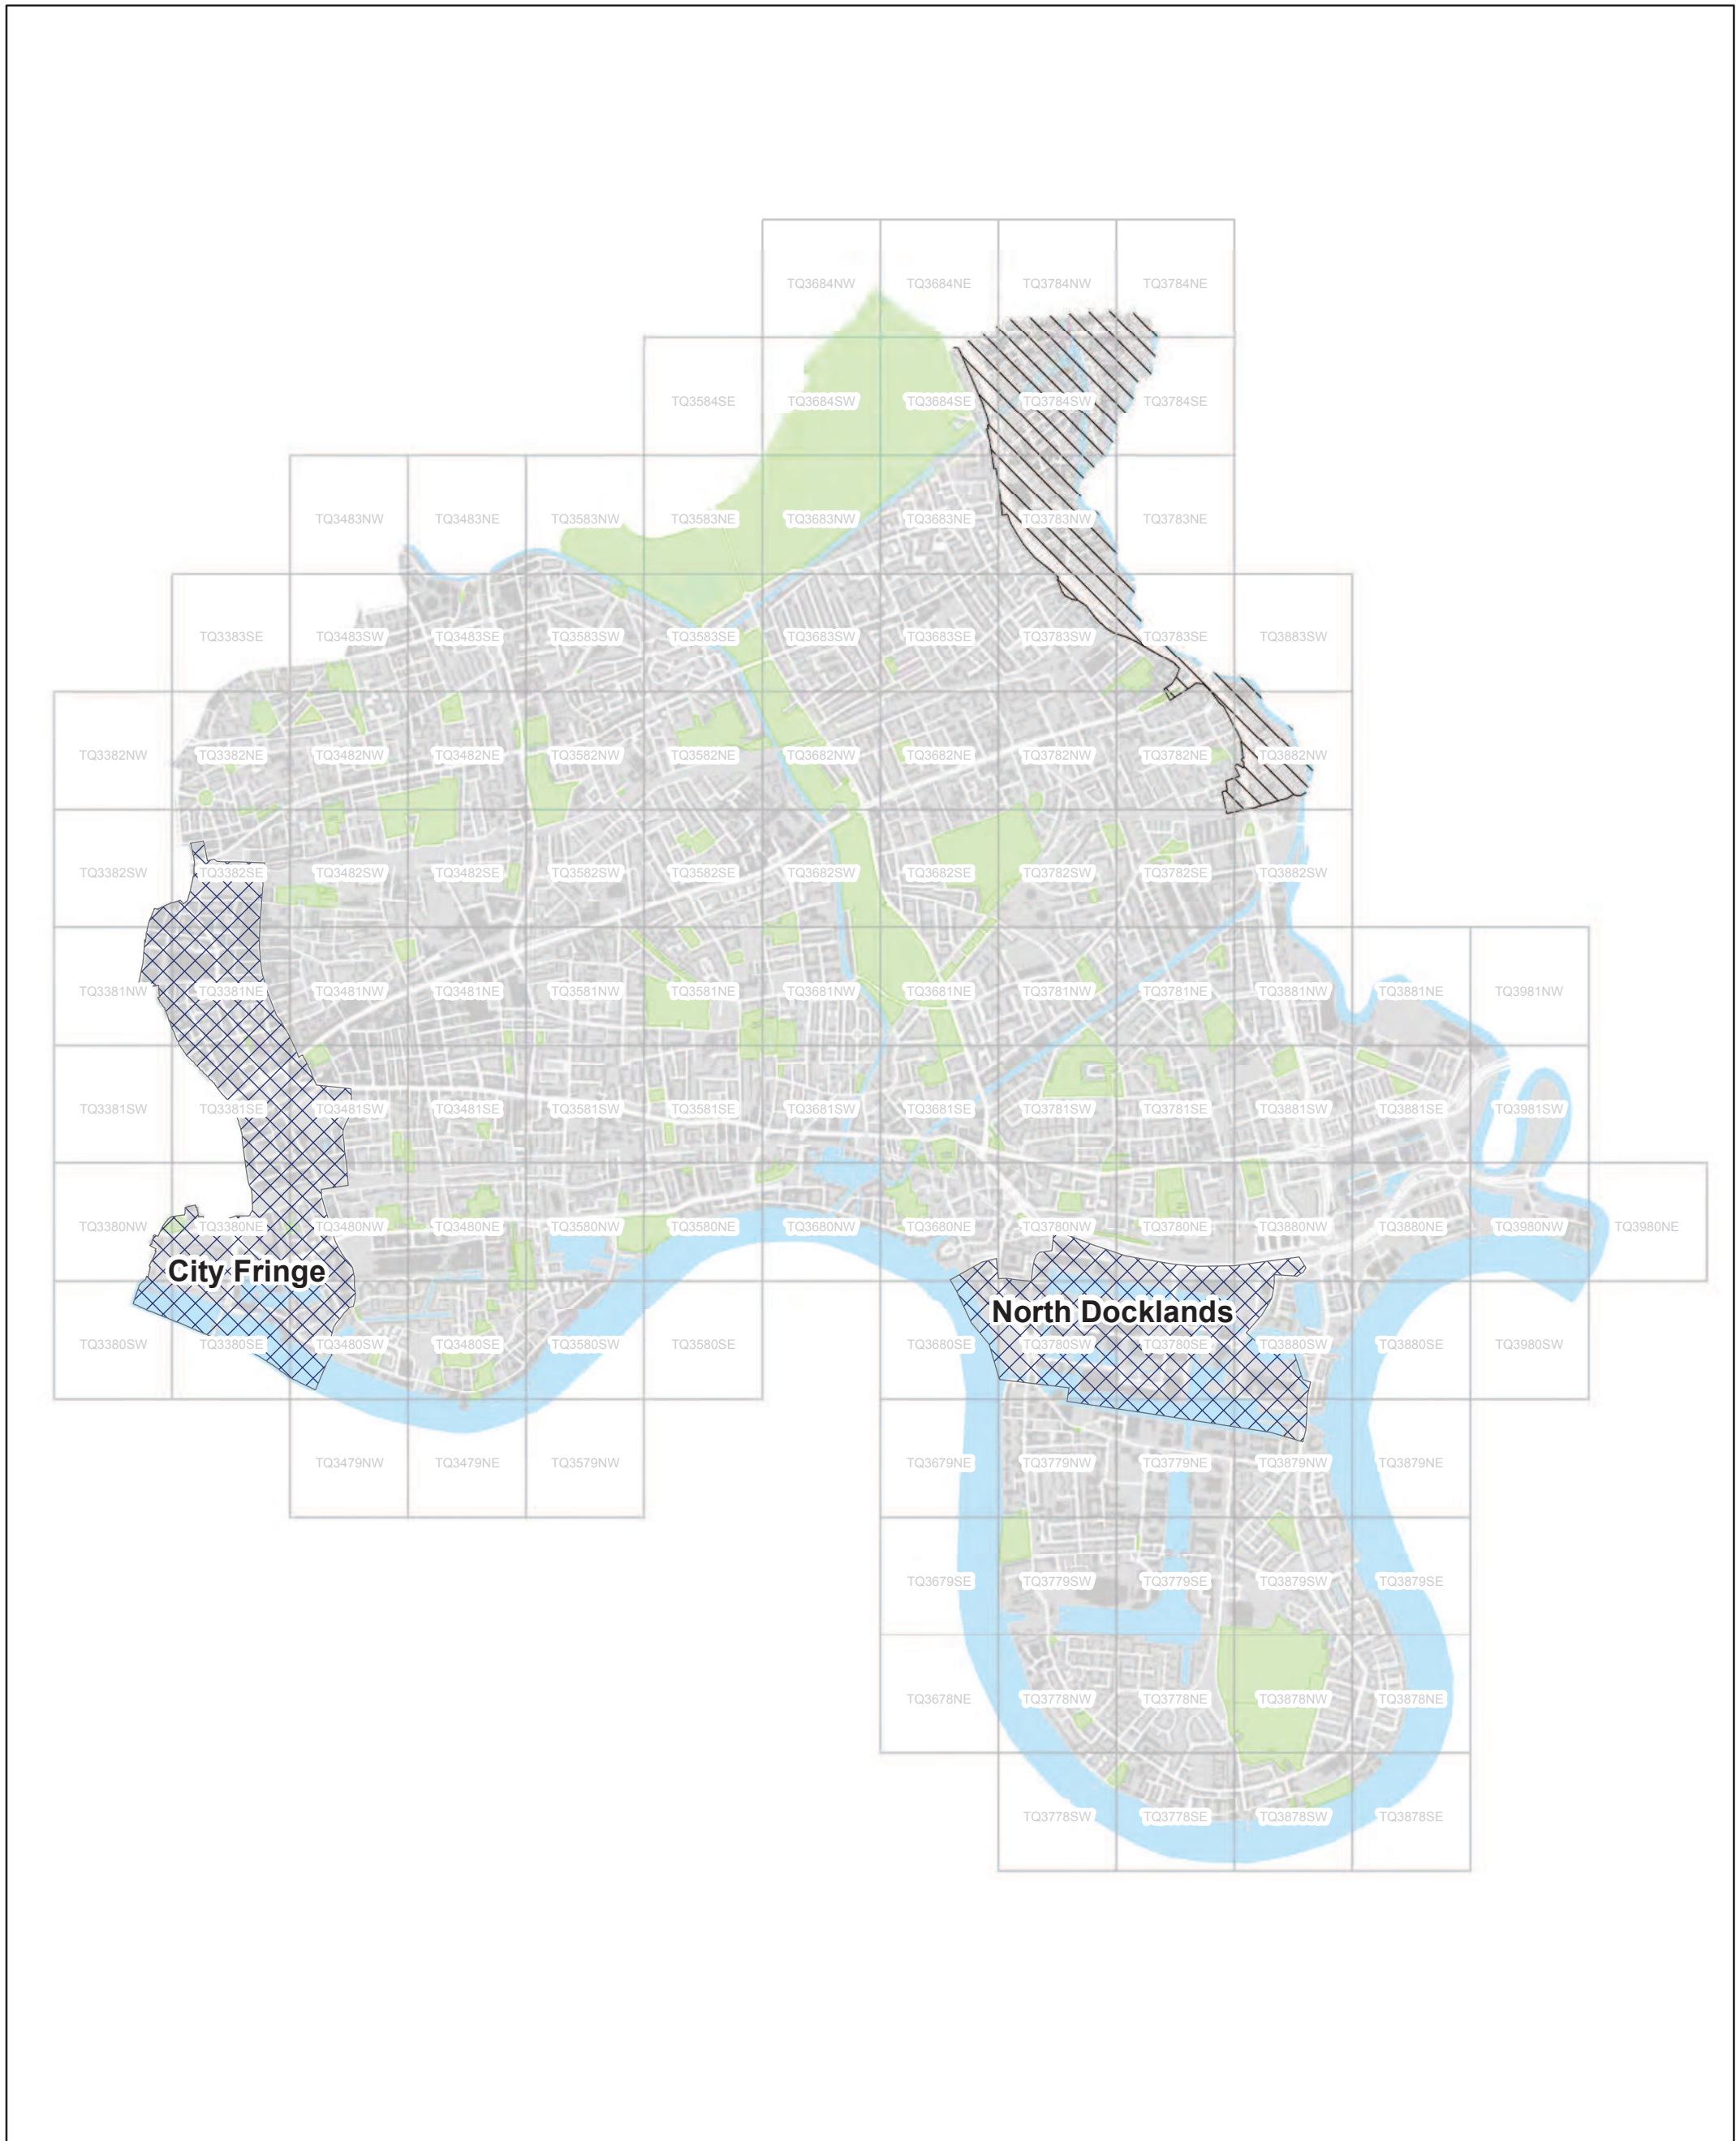 TQ3684NW TQ3684NE TQ3784NW TQ3784NE
TQ3584SE TQ3684SW TQ3684SE TQ3784SW TQ3784SE
TQ3483NW TQ3483NE TQ3583NW TQ3583NE TQ3683NW TQ3683NE TQ3783NW TQ3783NE
TQ3383SE TQ3483SW TQ3483SE TQ3583SW TQ3583SE TQ3683SW TQ3683SE TQ3783SW TQ3783SE TQ3883SW
TQ3382NW TQ3382NE TQ3482NW TQ3482NE TQ3582NW TQ3582NE TQ3682NW TQ3682NE TQ3782NW TQ3782NE TQ3882NW
TQ3382SW TQ3382SE TQ3482SW TQ3482SE TQ3582SW TQ3582SE TQ3682SW TQ3682SE TQ3782SW TQ3782SE TQ3882SW
TQ3381NW TQ3381NE TQ3481NW TQ3481NE TQ3581NW TQ3581NE TQ3681NW TQ3681NE TQ3781NW TQ3781NE TQ3881NW TQ3881NE TQ3981NW
TQ3381SW TQ3381SE TQ3481SW TQ3481SE TQ3581SW TQ3581SE TQ3681SW TQ3681SE TQ3781SW TQ3781SE TQ3881SW TQ3881SE TQ3981SW
TQ3380NW TQ3380NE TQ3480NW TQ3480NE TQ3580NW TQ3580NE TQ3680NW TQ3680NE TQ3780NW TQ3780NE TQ3880NW TQ3880NE TQ3980NW TQ3980NE
City Fringe
North Docklands
TQ3380SW TQ3380SE TQ3480SW TQ3480SE TQ3580SW TQ3580SE TQ3680SE TQ3780SW TQ3780SE TQ3880SW TQ3880SE TQ3980SW
TQ3479NW TQ3479NE TQ3579NW TQ3679NE TQ3779NW TQ3779NE TQ3879NW TQ3879NE
TQ3679SE TQ3779SW TQ3779SE TQ3879SW TQ3879SE
TQ3678NE TQ3778NW TQ3778NE TQ3878NW TQ3878NE
TQ3778SW TQ3778SE TQ3878SW TQ3878SE